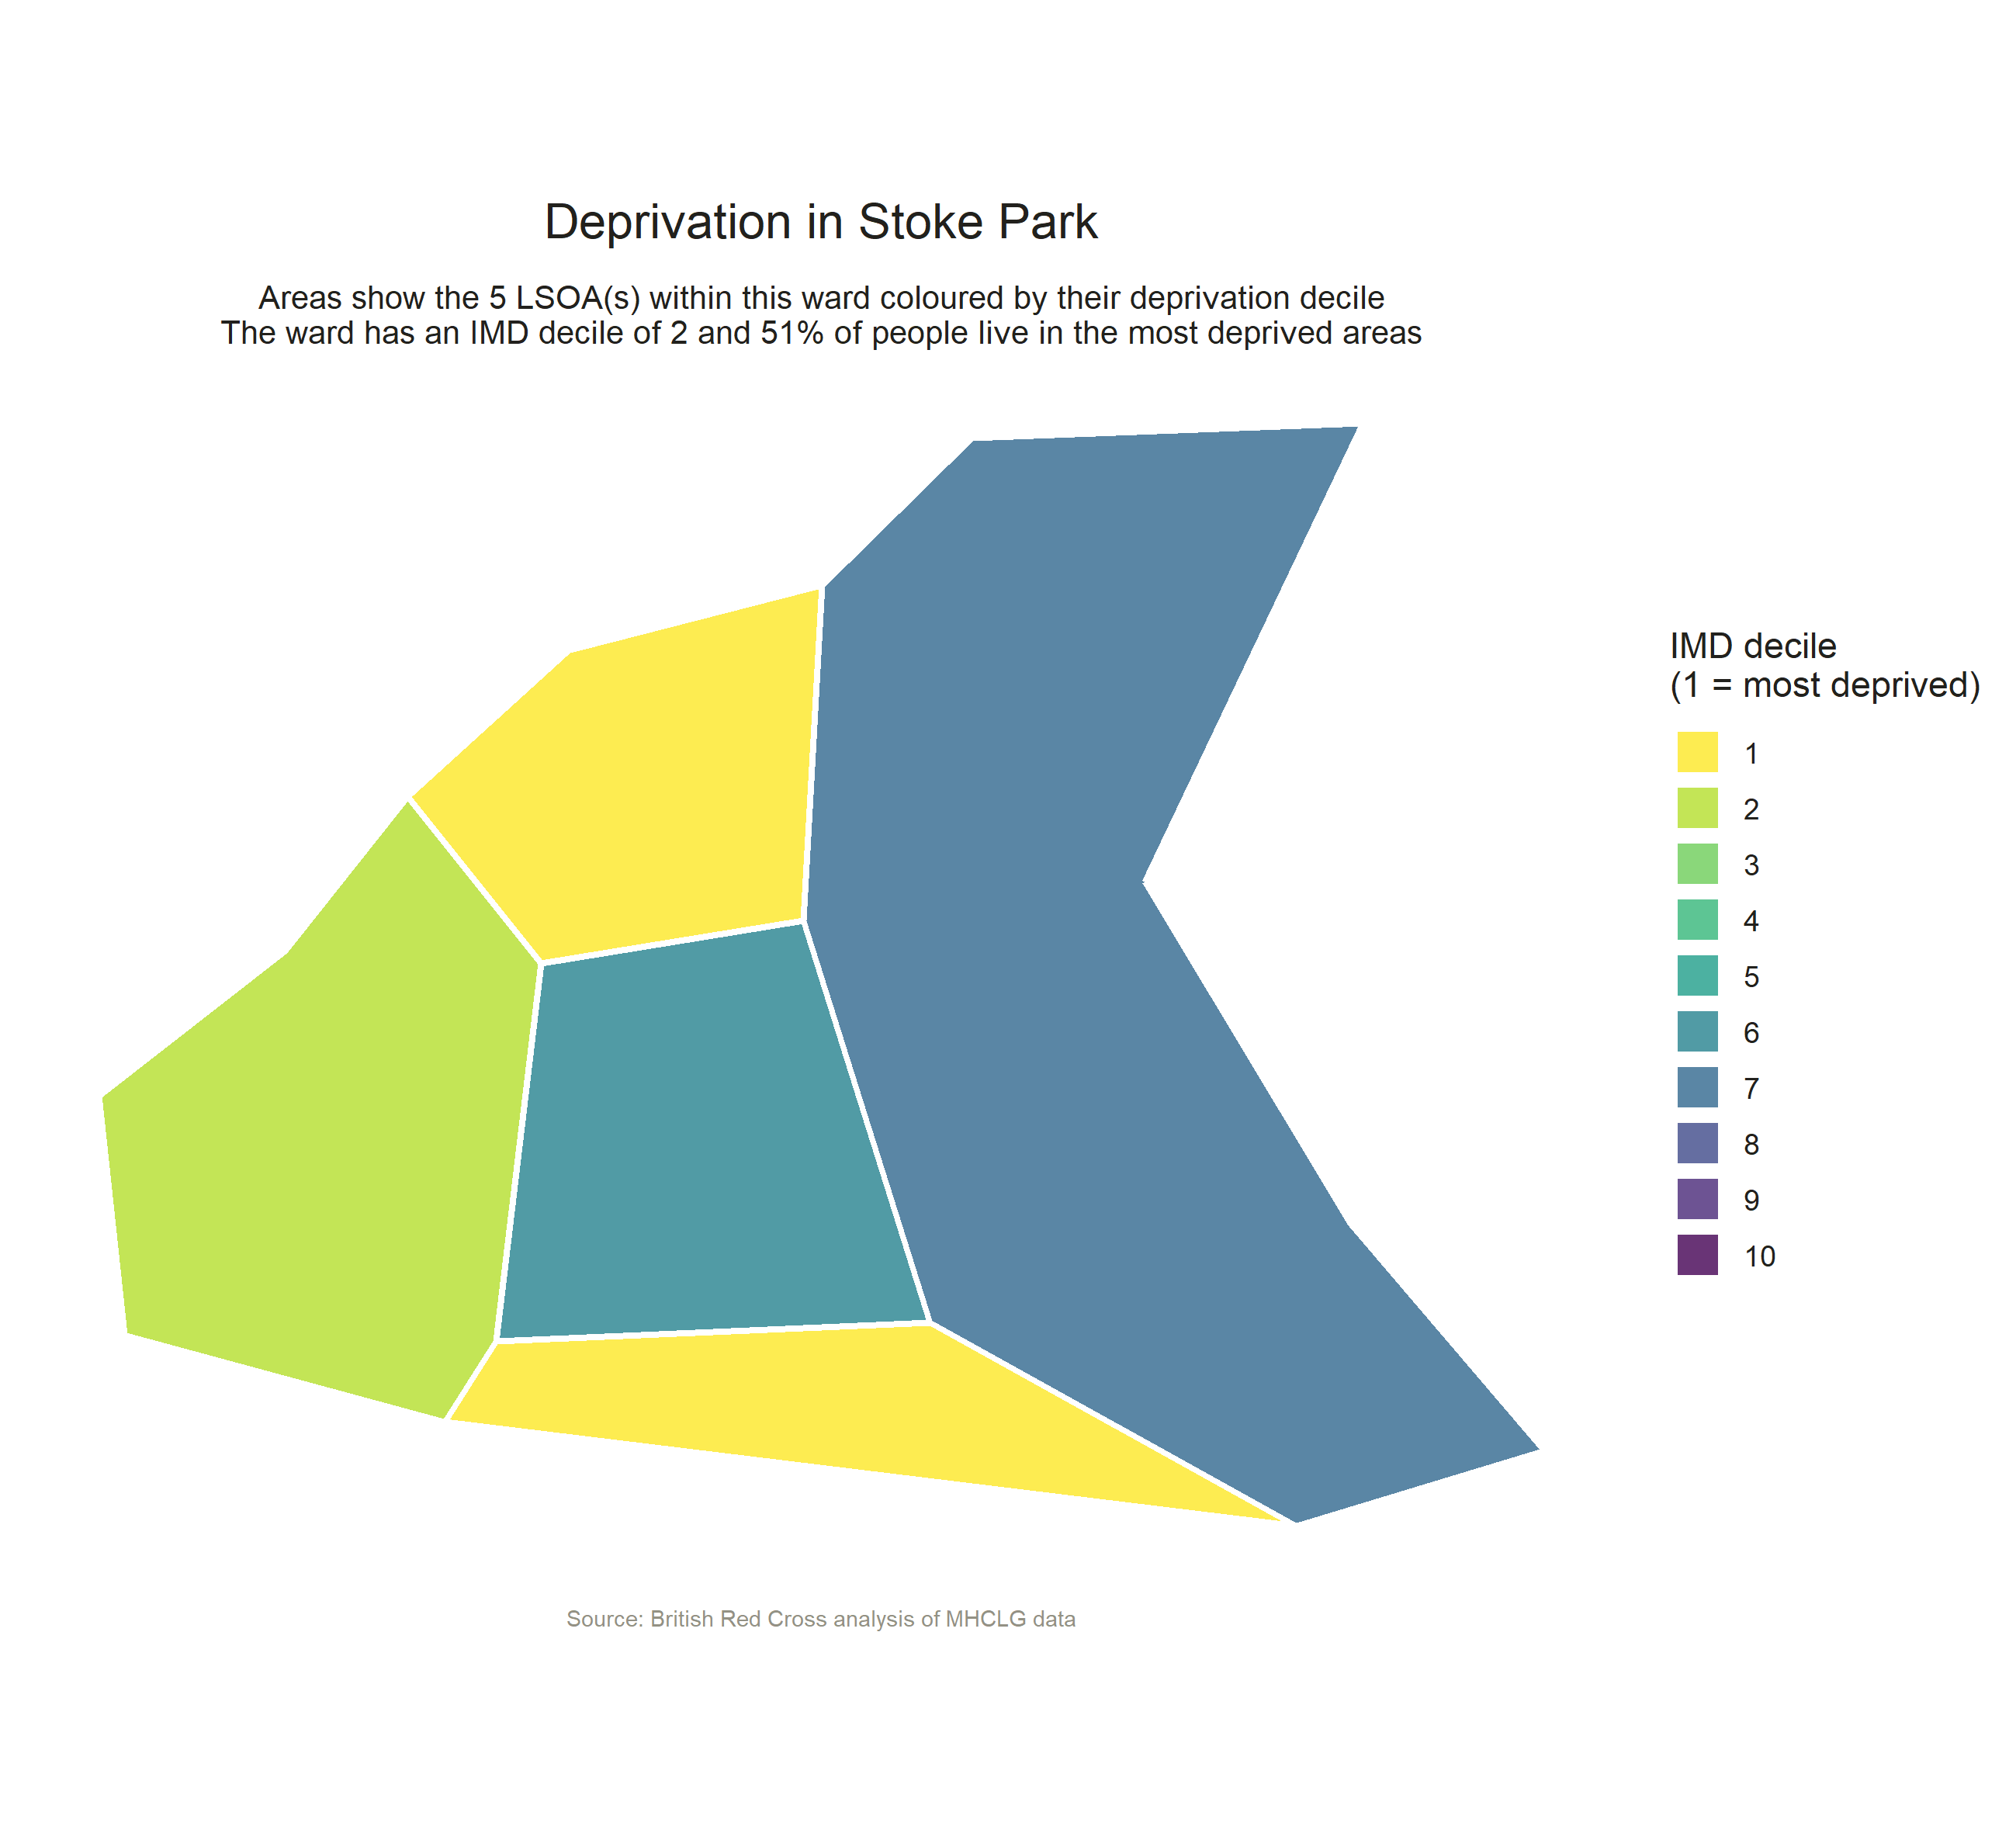 Deprivation in Stoke Park
Areas show the 5 LSOA(s) within this ward coloured by their deprivation decile
The ward has an IMD decile of 2 and 51% of people live in the most deprived areas
IMD decile
(1 = most deprived)
1
2
3
4
5
6
7
8
9
10
Source: British Red Cross analysis of MHCLG data